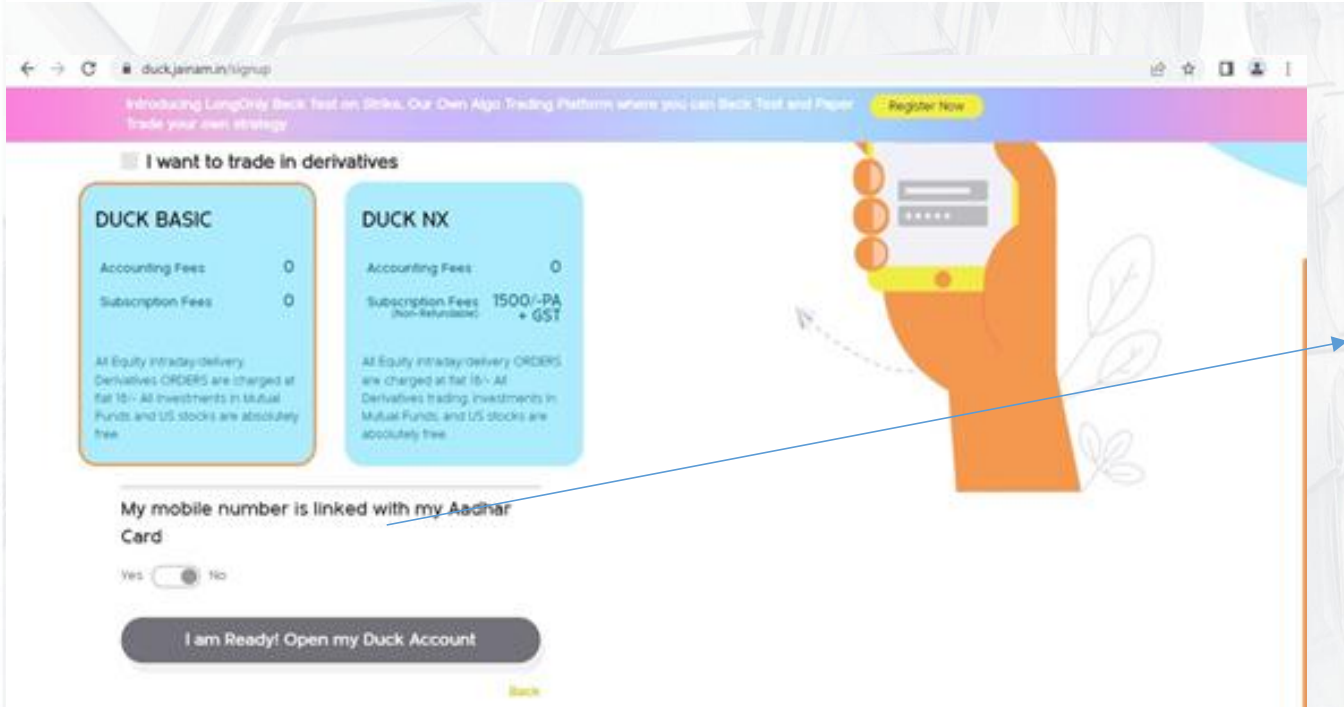 duck.jainam.in/signup
Introducing LongOnly Back Test on Strike, Our Own Algo Trading Platform where you can Back Test and Paper
Trade your own strategy
Register Now
I want to trade in derivatives
DUCK BASIC
Accounting Fees 0
Subscription Fees 0
All Equity intraday/delivery,
Derivatives ORDERS are charged at
flat 16/- All investments in Mutual
Funds and US stocks are absolutely
free
DUCK NX
Accounting Fees 0
Subscription Fees 1500/-PA
(Non-Refundable) + GST
All Equity intraday/delivery ORDERS
are charged at flat 16/- All
Derivatives trading, investments in
Mutual Funds, and US stocks are
absolutely free
My mobile number is linked with my Aadhar
Card
Yes No
I am Ready! Open my Duck Account
Back